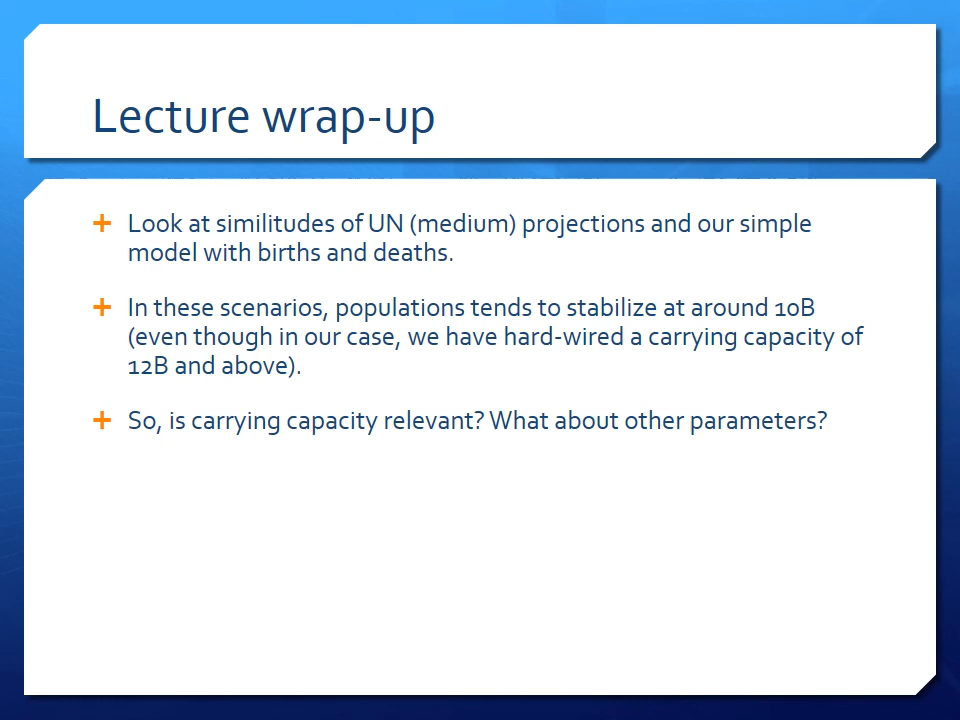 Lecture wrap-up
Look at similitudes of UN (medium) projections and our simple
model with births and deaths.
In these scenarios, populations tends to stabilize at around 10B
(even though in our case, we have hard-wired a carrying capacity of
12B and above).
So, is carrying capacity relevant? What about other parameters?